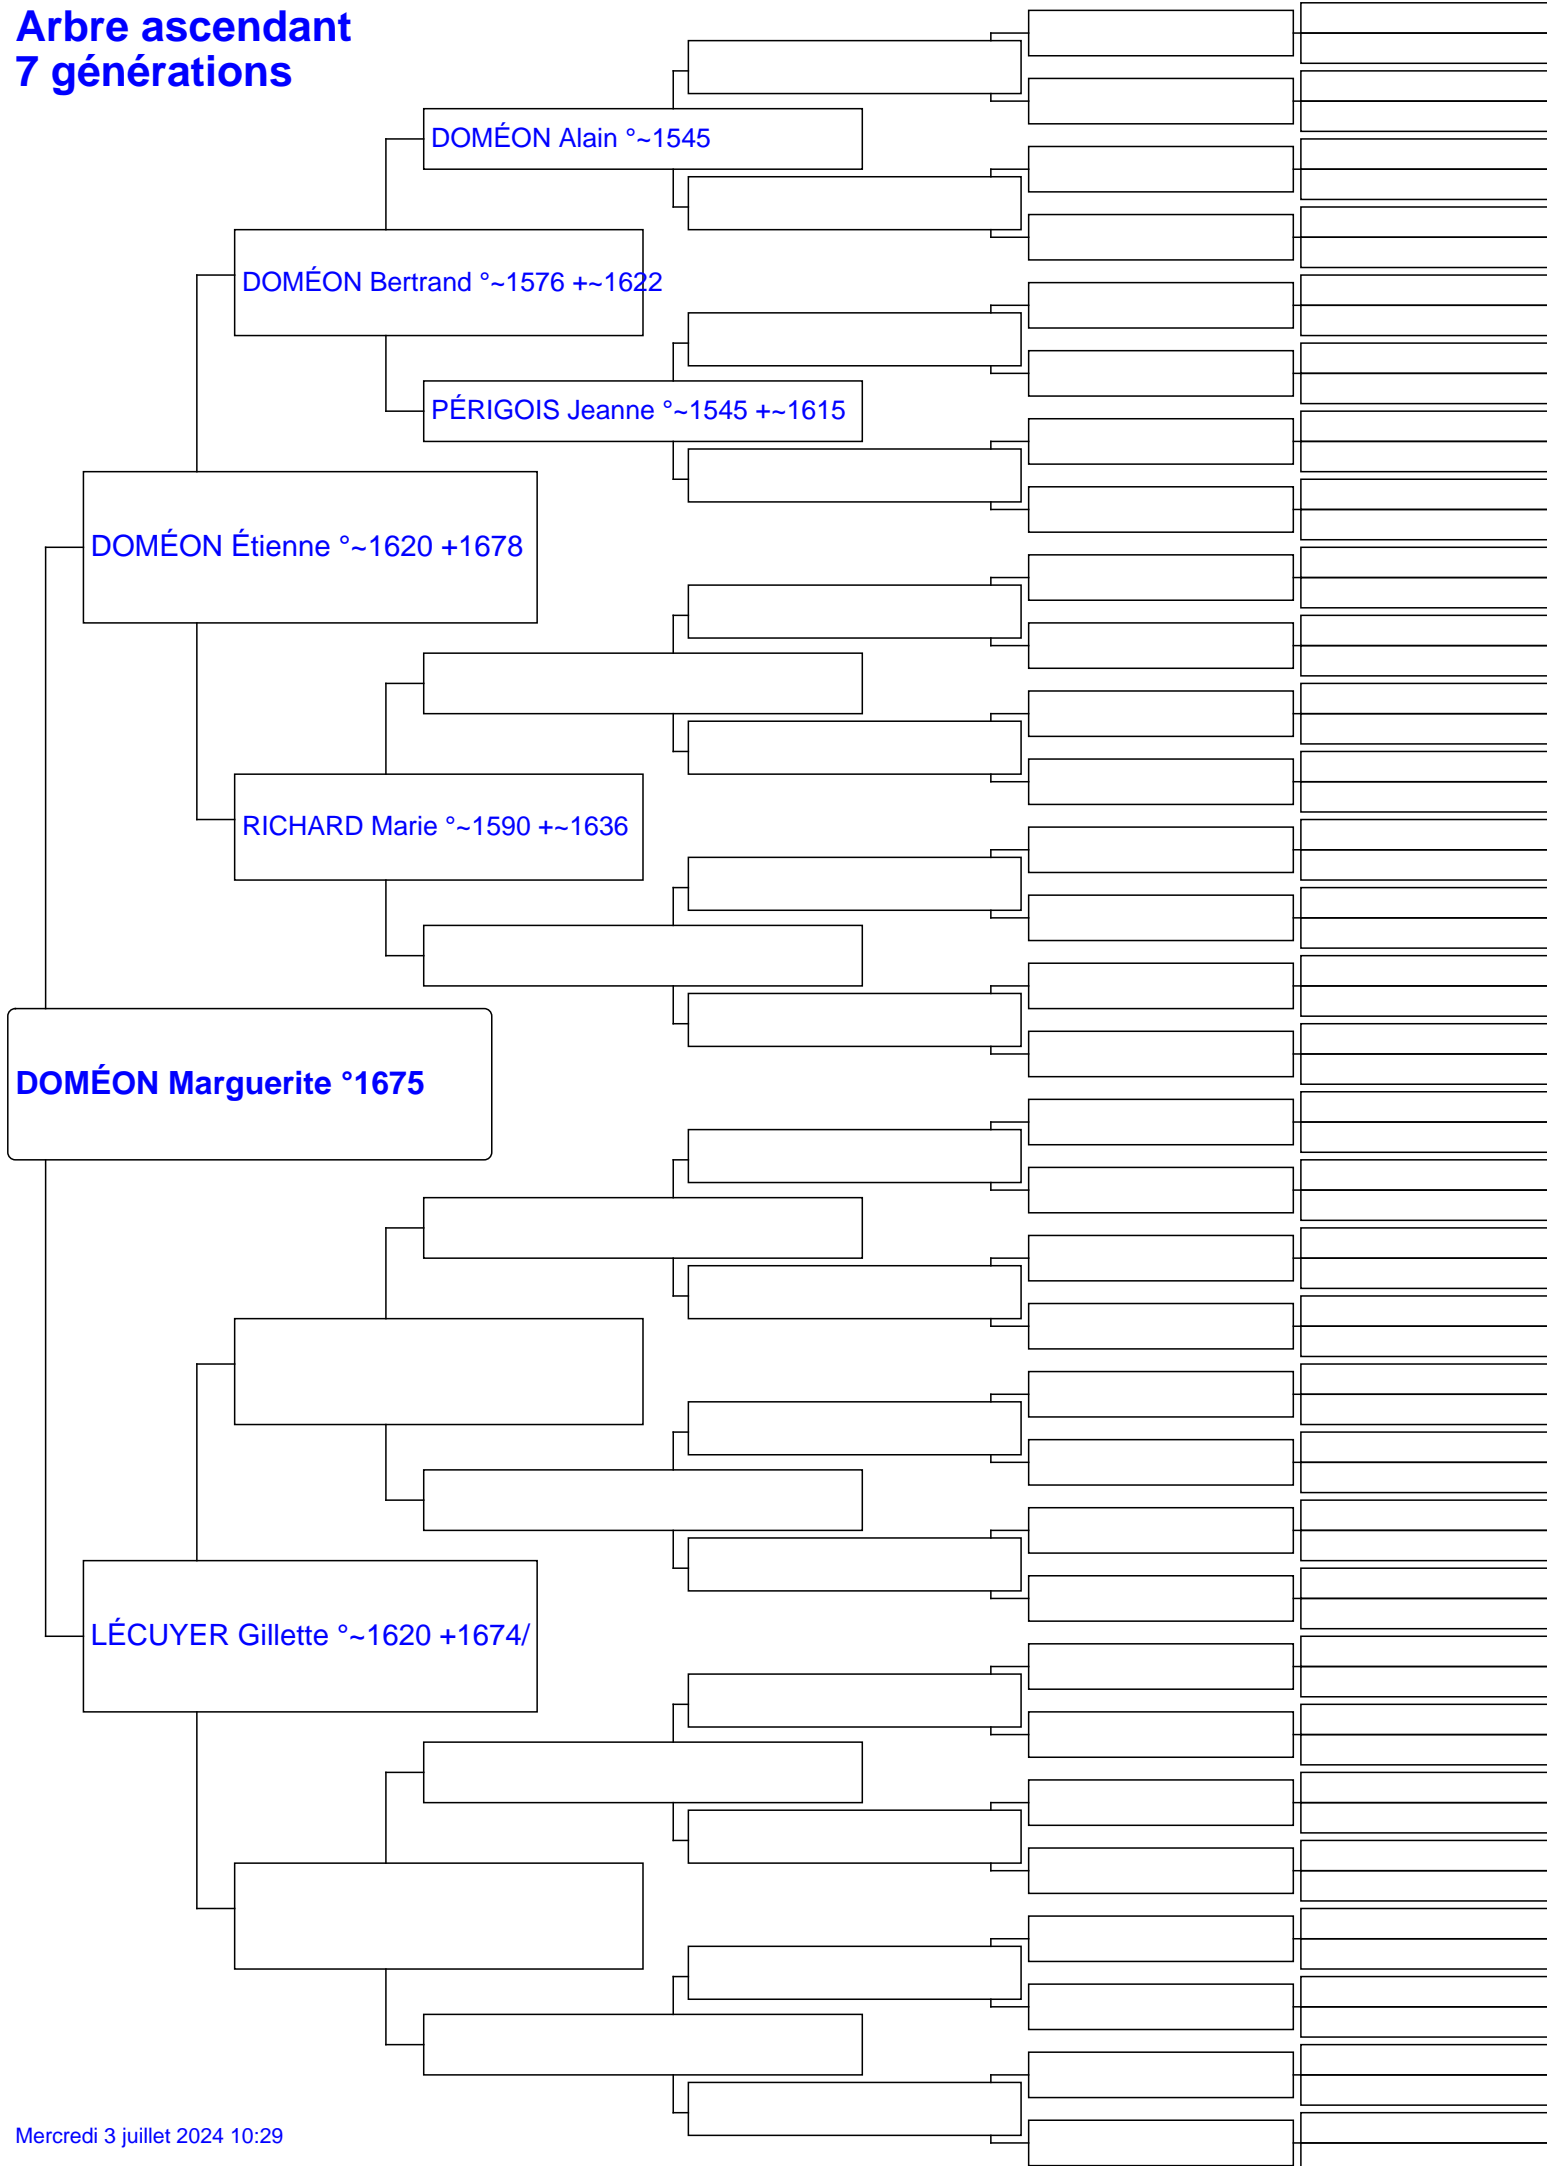 Arbre ascendant
7 générations
DOMÉON Alain °~1545
DOMÉON Bertrand °~1576 +~1622
PÉRIGOIS Jeanne °~1545 +~1615
DOMÉON Étienne °~1620 +1678
RICHARD Marie °~1590 +~1636
DOMÉON Marguerite °1675
LÉCUYER Gillette °~1620 +1674/
Mercredi 3 juillet 2024 10:29